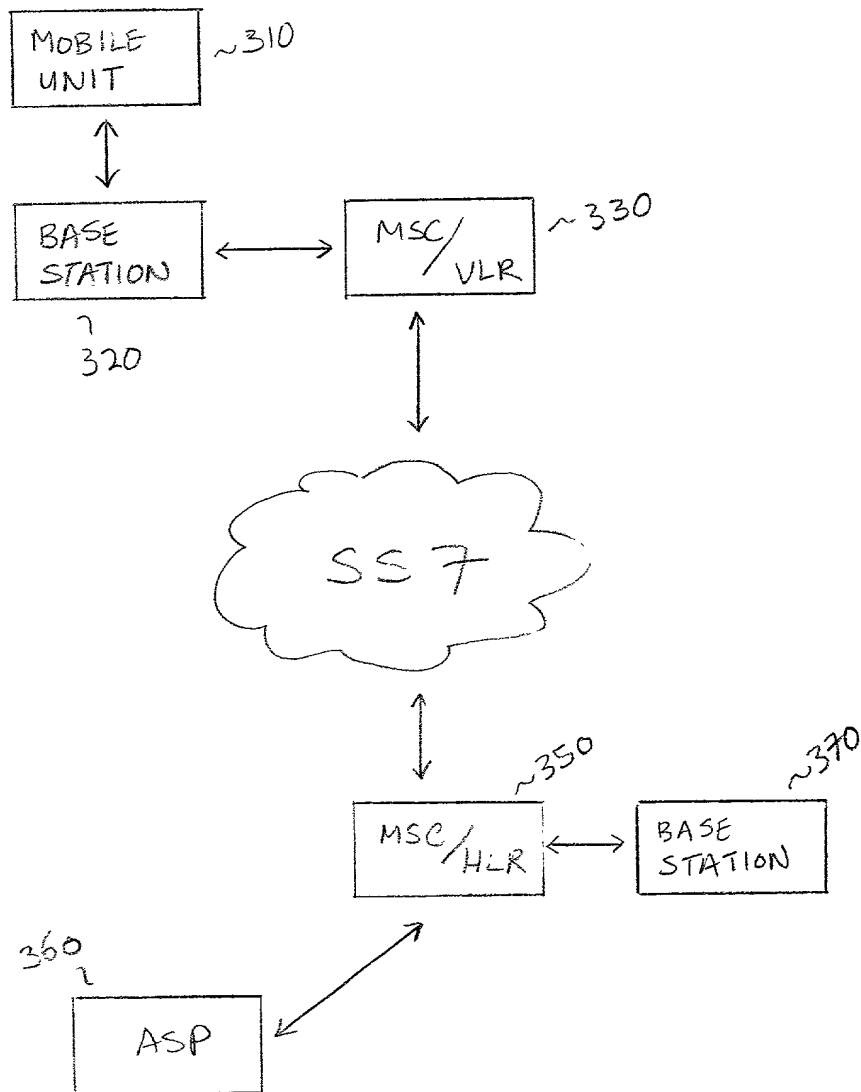 MOBILE
UNIT
~310
BASE
STATION
320
MSC/
VLR
~330
SS7
MSC/
HLR
~350
BASE
STATION
~370
360
ASP